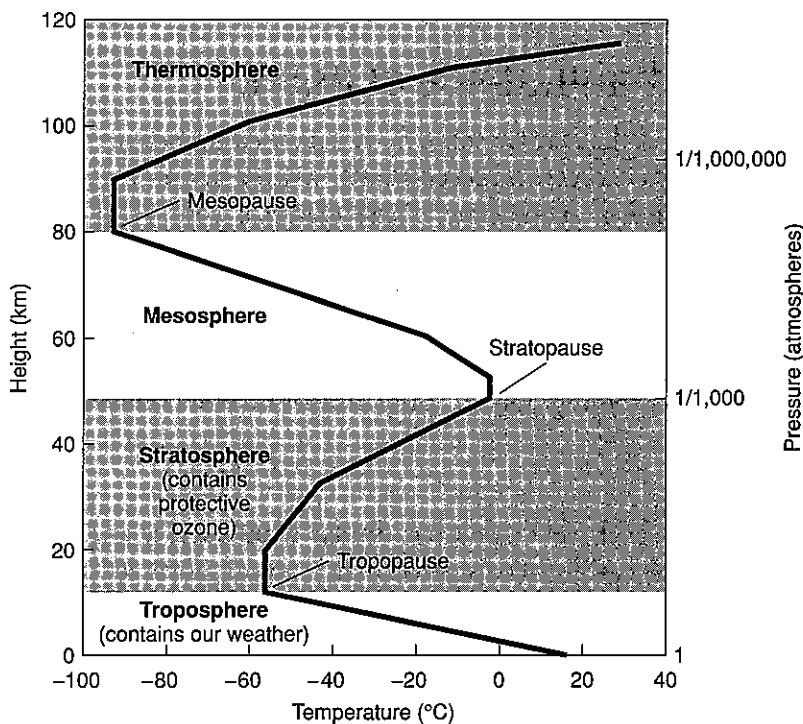 120
100
80
60
40
20
0
Height (km)
Thermosphere
Mesopause
Mesosphere
Stratopause
Stratosphere
(contains
protective
ozone)
Tropopause
Troposphere
(contains our weather)
1/1,000,000
1/1,000
1
Pressure (atmospheres)
−100 −80 −60 −40 −20 0 20 40
Temperature (°C)